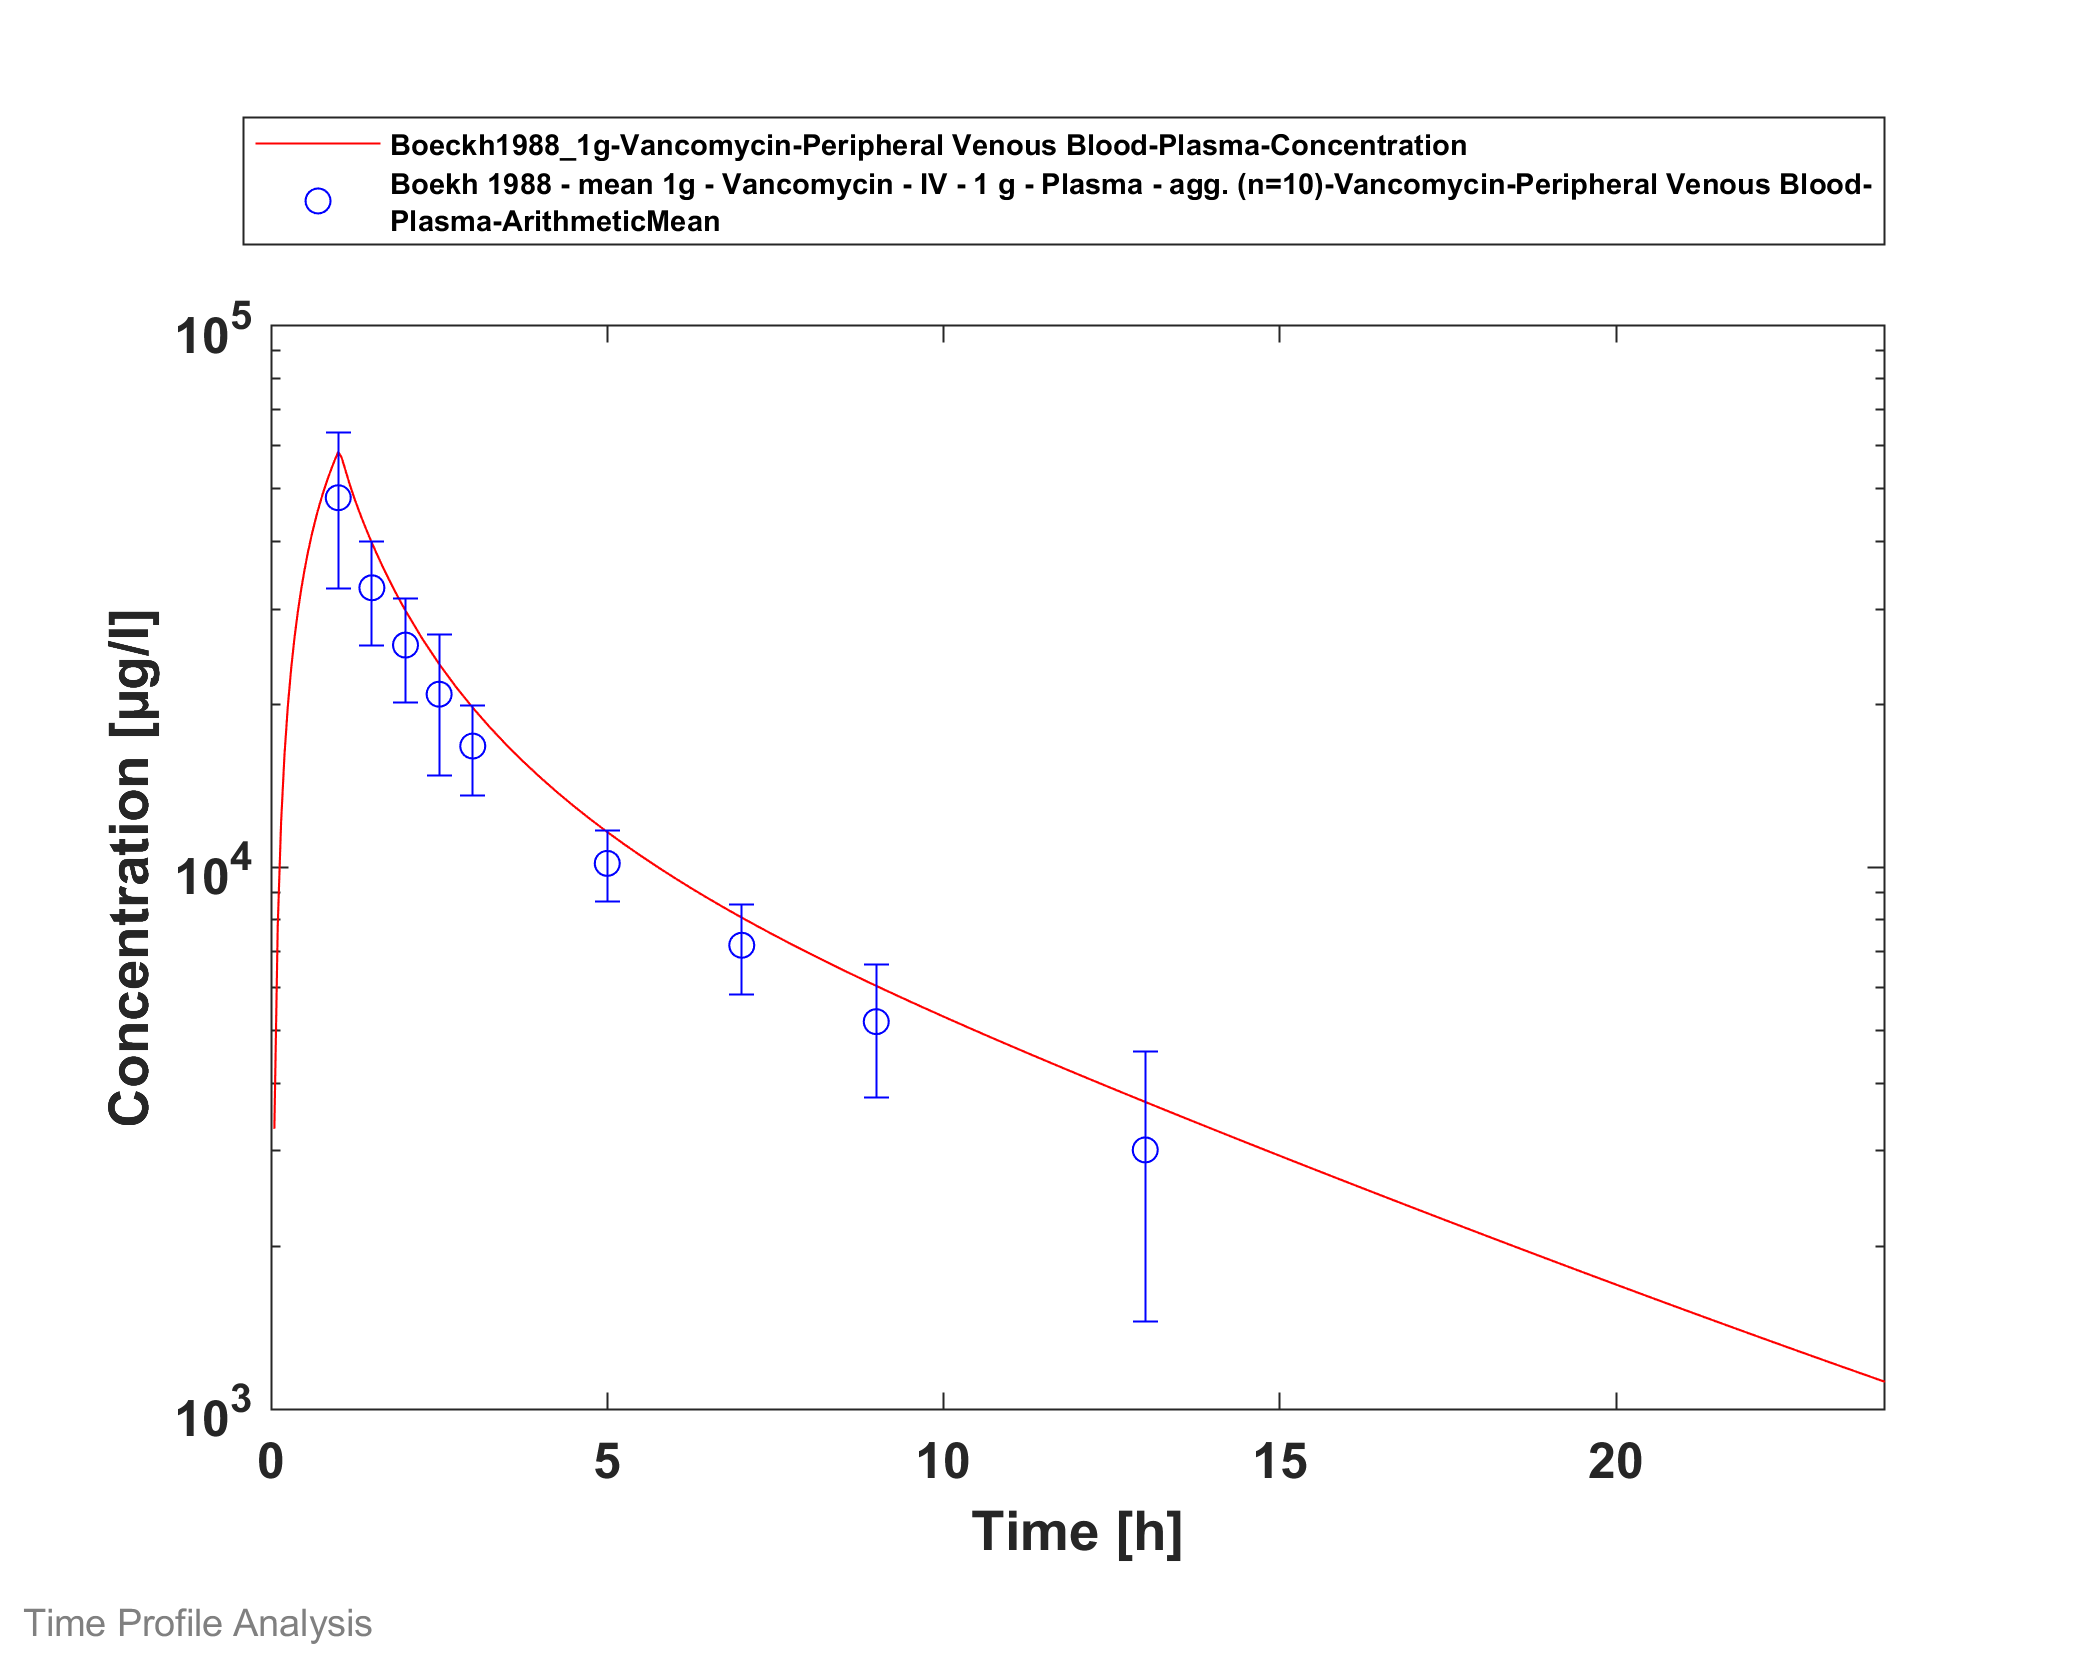 Boeckh1988_1g-Vancomycin-Peripheral Venous Blood-Plasma-Concentration
Boekh 1988 - mean 1g - Vancomycin - IV - 1 g - Plasma - agg. (n=10)-Vancomycin-Peripheral Venous Blood-
Plasma-ArithmeticMean
10^5
10^4
10^3
Concentration [µg/l]
0 5 10 15 20
Time [h]
Time Profile Analysis